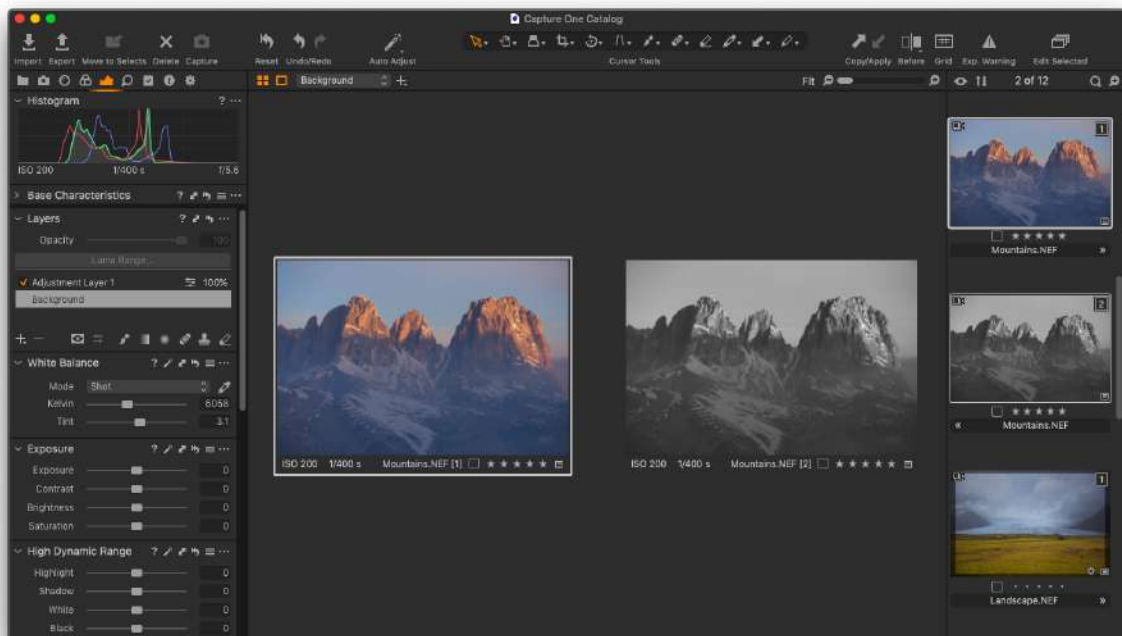 Capture One Catalog
Import Export Move to Selects Delete Capture Reset Undo/Redo Auto Adjust Cursor Tools Copy/Apply Before Grid Exp. Warning Edit Selected
Background Fit 2 of 12
Histogram ? ...
ISO 200 1/400 s f/5.6
Base Characteristics ? ...
Layers ? ...
Opacity 100
Luma Range...
Adjustment Layer 1 100%
Background
White Balance ? ...
Mode Shot
Kelvin 6058
Tint 3.1
Exposure ? ...
Exposure 0
Contrast 0
Brightness 0
Saturation 0
High Dynamic Range ? ...
Highlight 0
Shadow 0
White 0
Black 0
ISO 200 1/400 s Mountains.NEF [1]
ISO 200 1/400 s Mountains.NEF [2]
1
Mountains.NEF »
2
« Mountains.NEF
1
Landscape.NEF »